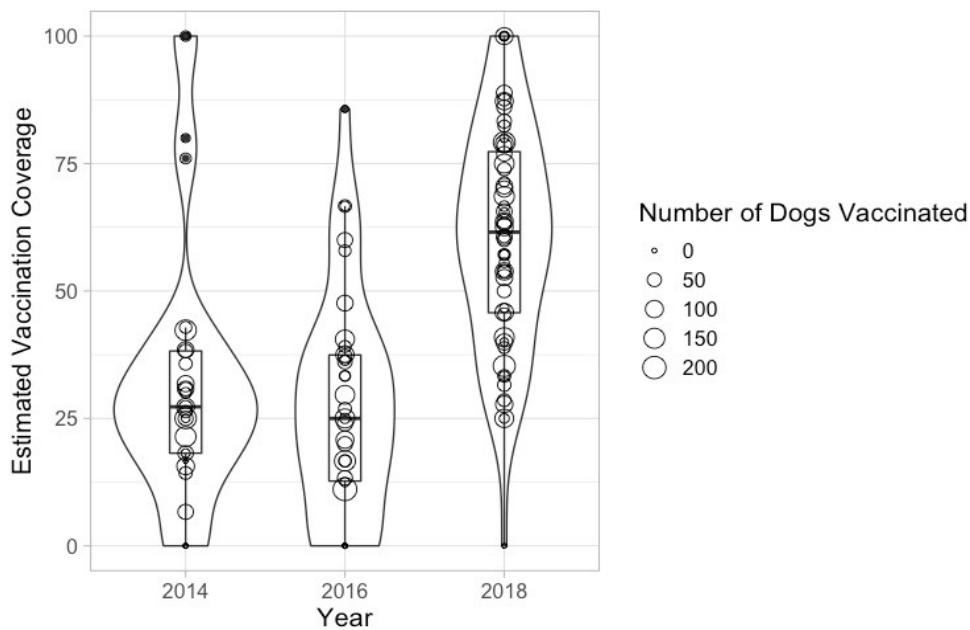 100
75
50
25
0
Estimated Vaccination Coverage
2014 2016 2018
Year
Number of Dogs Vaccinated
0
50
100
150
200